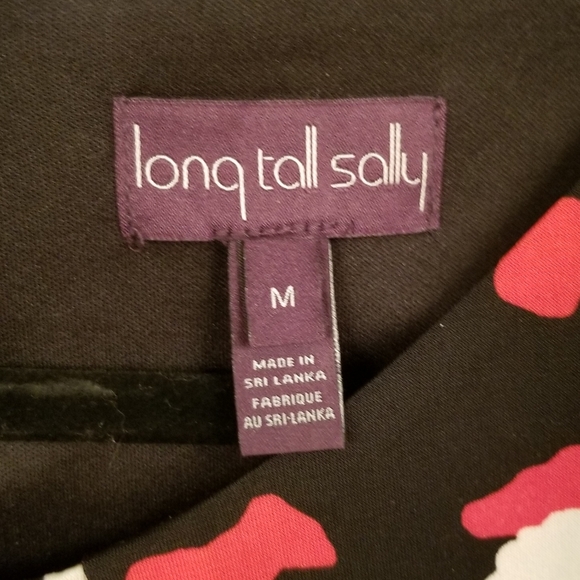 long tall sally
M
MADE IN
SRI LANKA
FABRIQUE
AU SRI-LANKA